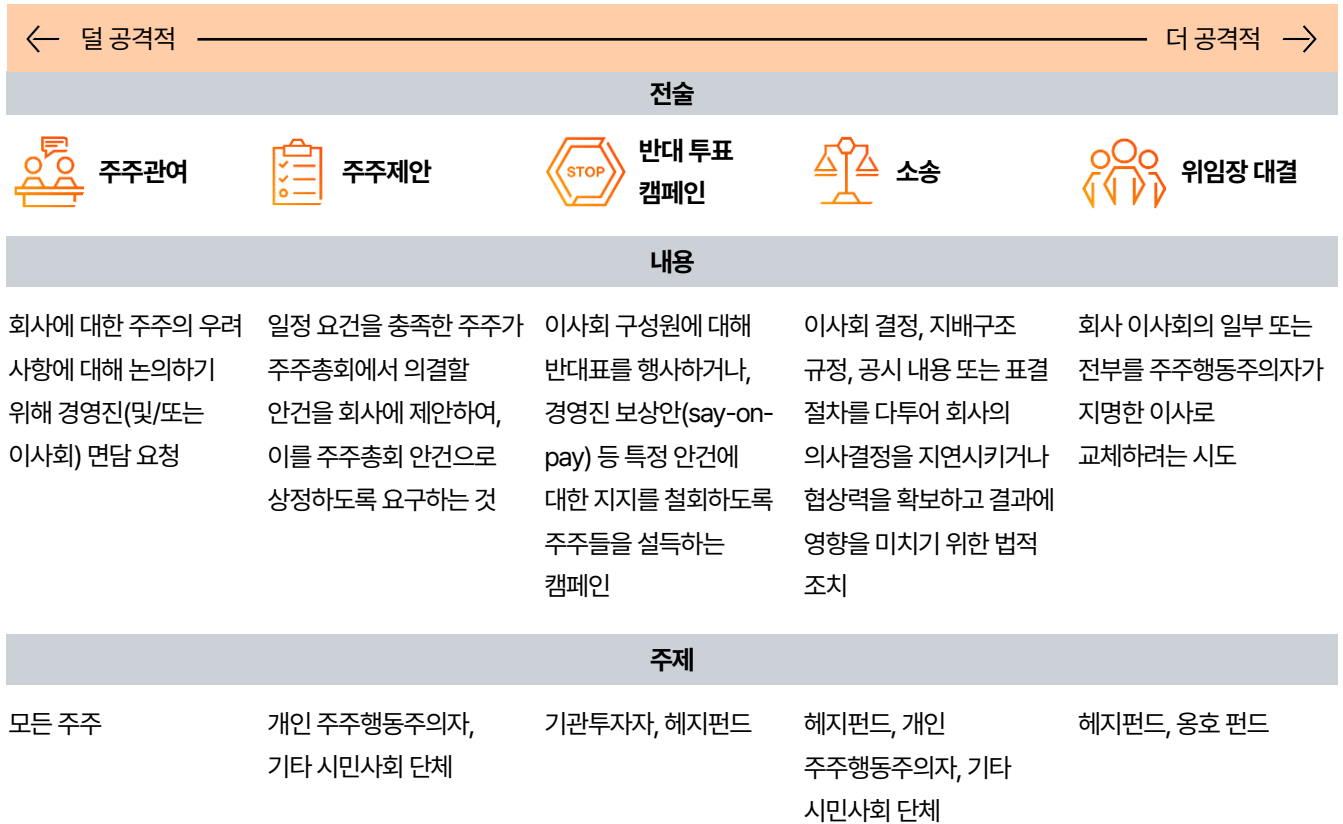 덜 공격적
더 공격적
전술
주주관여
주주제안
STOP
반대 투표
캠페인
소송
위임장 대결
내용
회사에 대한 주주의 우려
사항에 대해 논의하기
위해 경영진(및/또는
이사회) 면담 요청
일정 요건을 충족한 주주가
주주총회에서 의결할
안건을 회사에 제안하여,
이를 주주총회 안건으로
상정하도록 요구하는 것
이사회 구성원에 대해
반대표를 행사하거나,
경영진 보상안(say-on-
pay) 등 특정 안건에
대한 지지를 철회하도록
주주들을 설득하는
캠페인
이사회 결정, 지배구조
규정, 공시 내용 또는 표결
절차를 다투어 회사의
의사결정을 지연시키거나
협상력을 확보하고 결과에
영향을 미치기 위한 법적
조치
회사 이사회의 일부 또는
전부를 주주행동주의자가
지명한 이사로
교체하려는 시도
주제
모든 주주
개인 주주행동주의자,
기타 시민사회 단체
기관투자자, 헤지펀드
헤지펀드, 개인
주주행동주의자, 기타
시민사회 단체
헤지펀드, 옹호 펀드